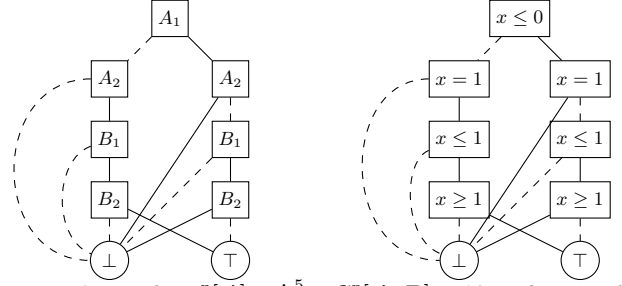 A₁ x ≤ 0
A₂ A₂ x = 1 x = 1
B₁ B₁ x ≤ 1 x ≤ 1
B₂ B₂ x ≥ 1 x ≥ 1
⊥ ⊤ ⊥ ⊤